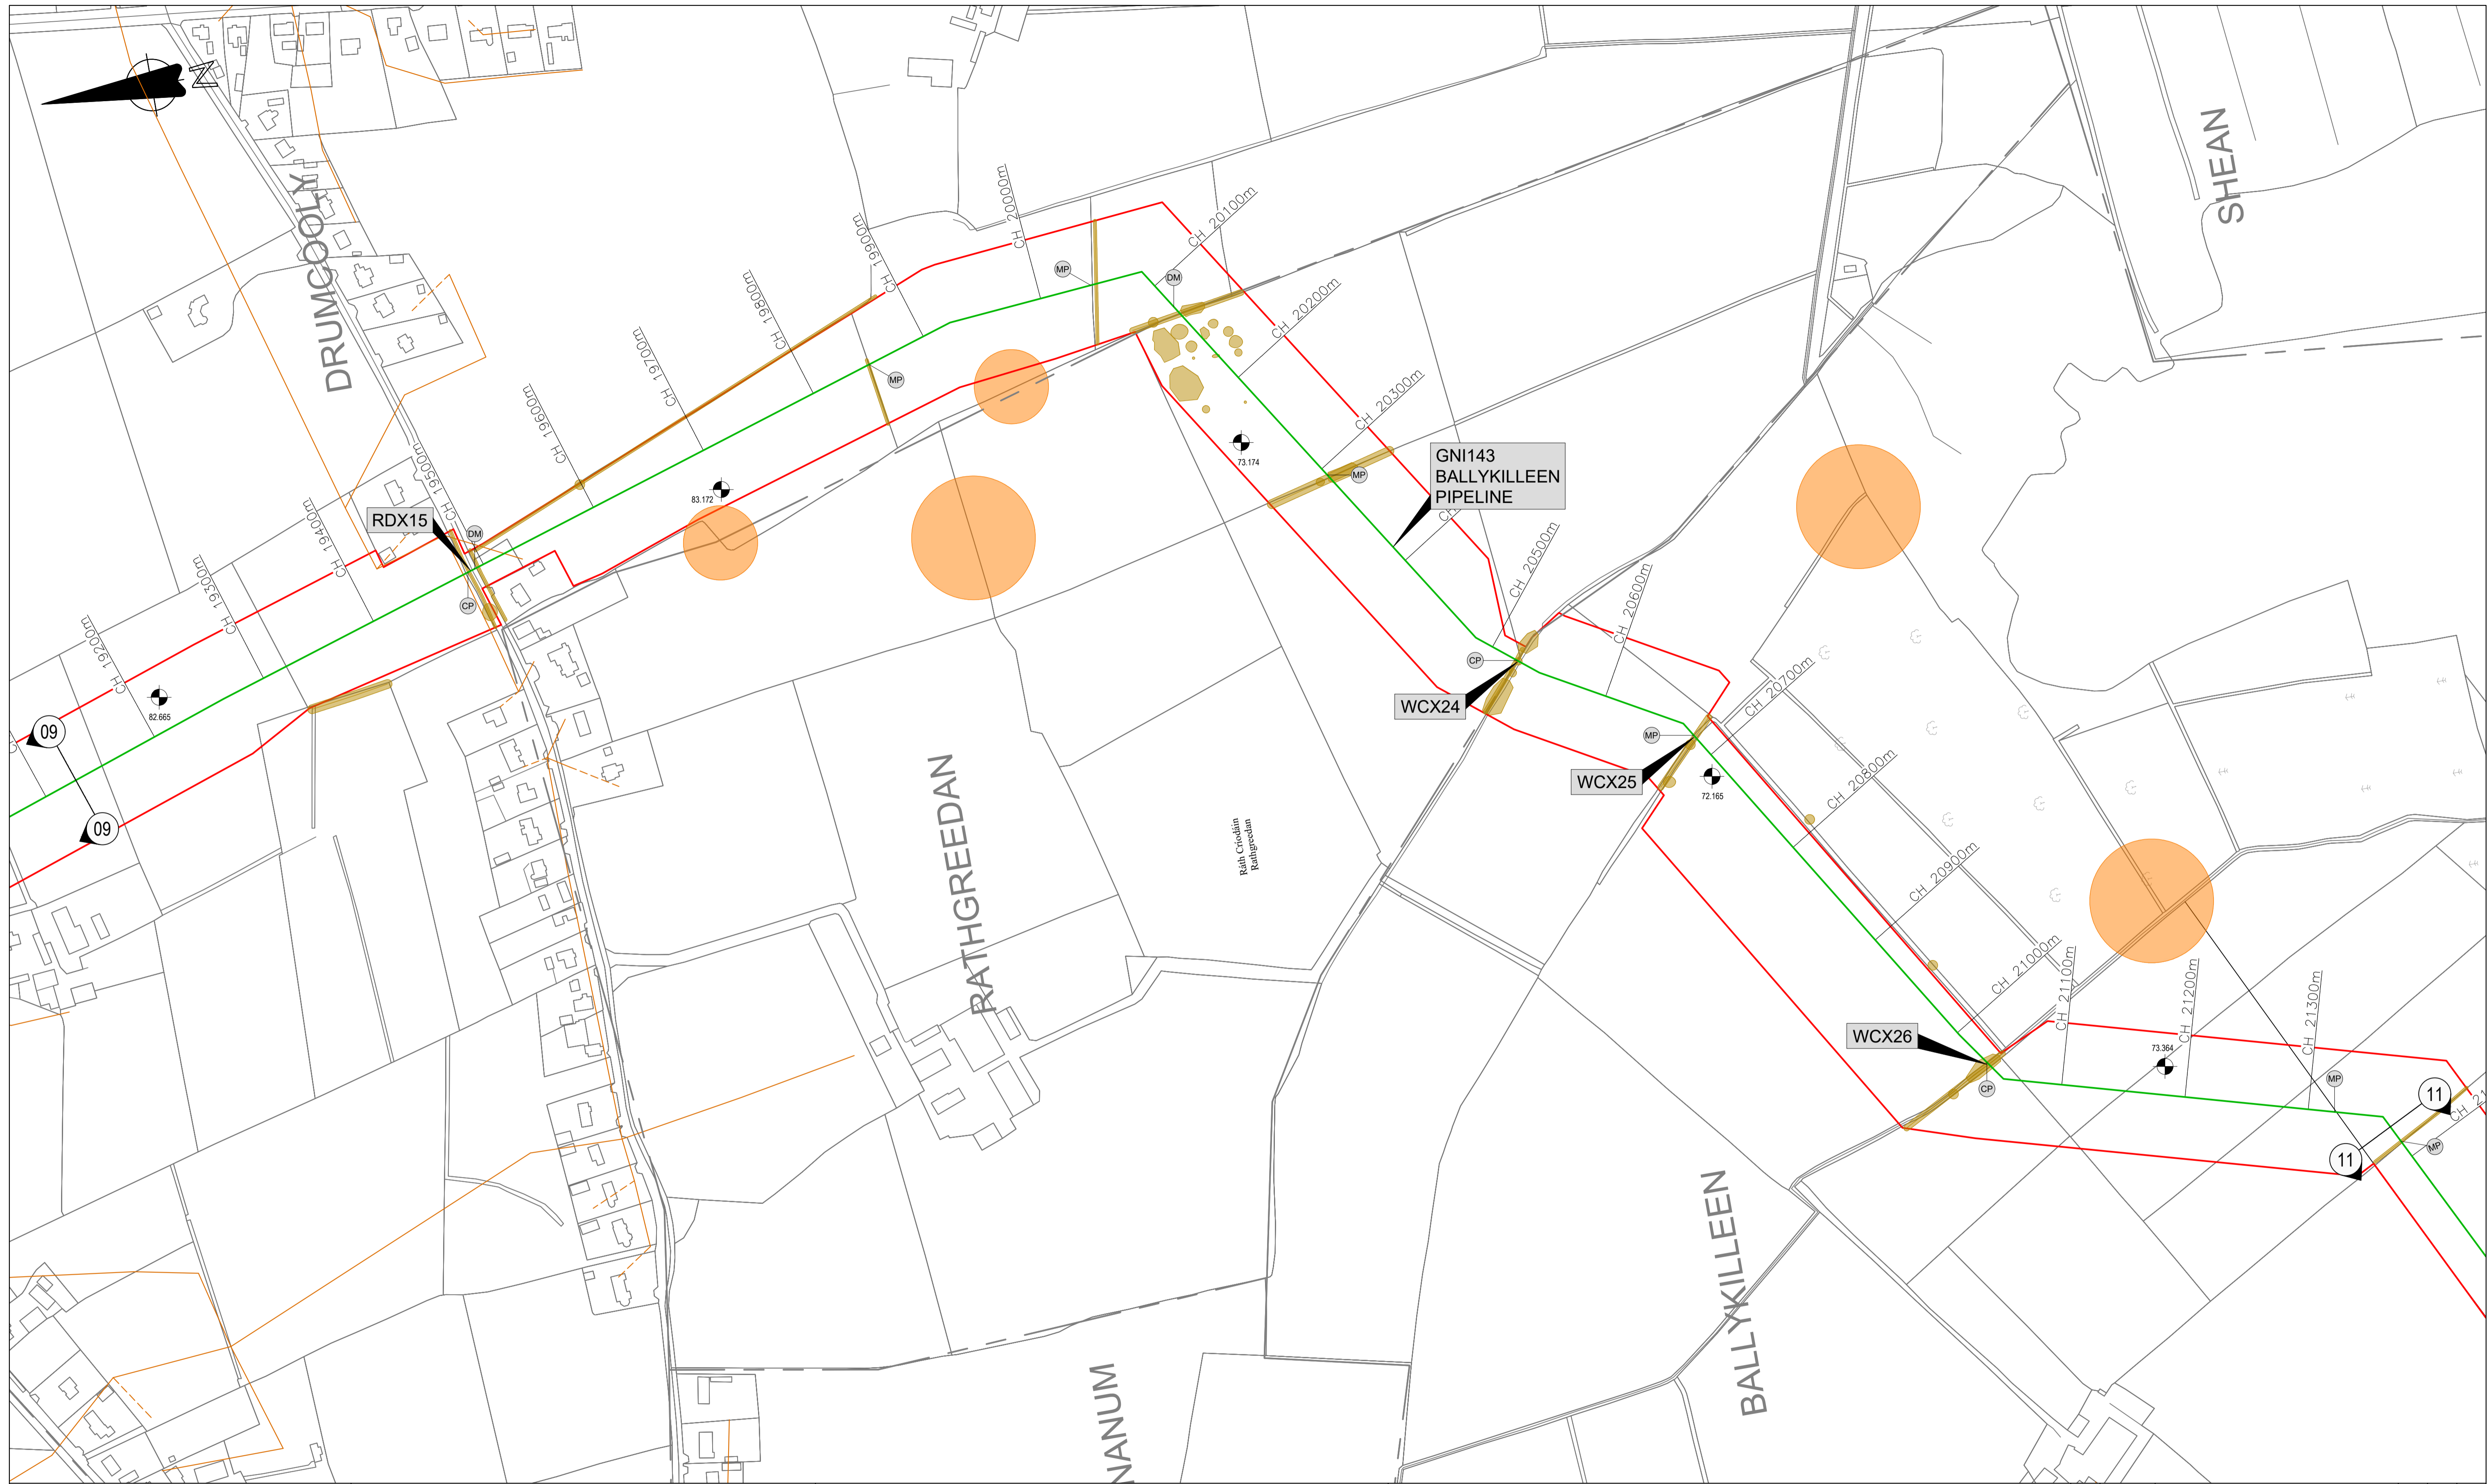 N
DRUMCOOLY
SHEAN
CH 19200m
CH 19300m
CH 19400m
CH 19500m
CH 19600m
CH 19700m
CH 19800m
CH 19900m
CH 20000m
CH 20100m
CH 20200m
CH 20300m
MP
DM
MP
MP
DM
CP
RDX15
83.172
82.665
73.174
09
09
GNI143
BALLYKILLEEN
PIPELINE
CH
CH 20500m
CH 20600m
CH 20700m
CH 20800m
CH 20900m
CH 21000m
CH 21100m
CH 21200m
CH 21300m
CH 21
CP
WCX24
MP
WCX25
72.165
WCX26
CP
73.364
MP
MP
11
11
RATHGREEDAN
Ráth Críodáin
Rathgreedan
BALLYKILLEEN
NANUM